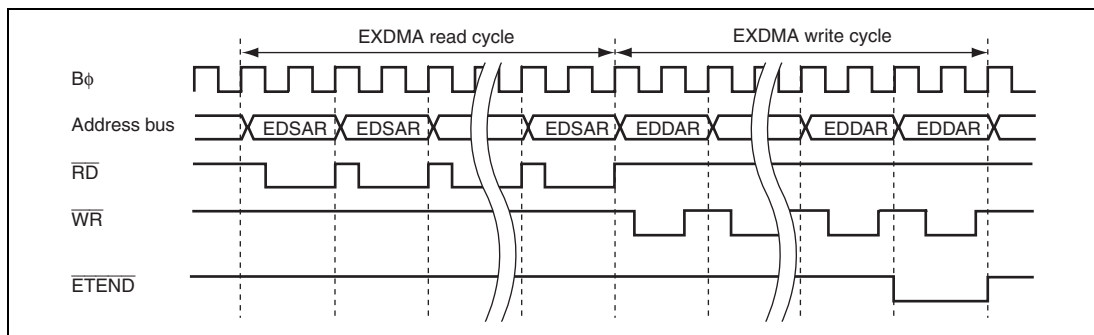 EXDMA read cycle EXDMA write cycle
Bϕ
Address bus EDSAR EDSAR EDSAR EDDAR EDDAR EDDAR
RD
WR
ETEND